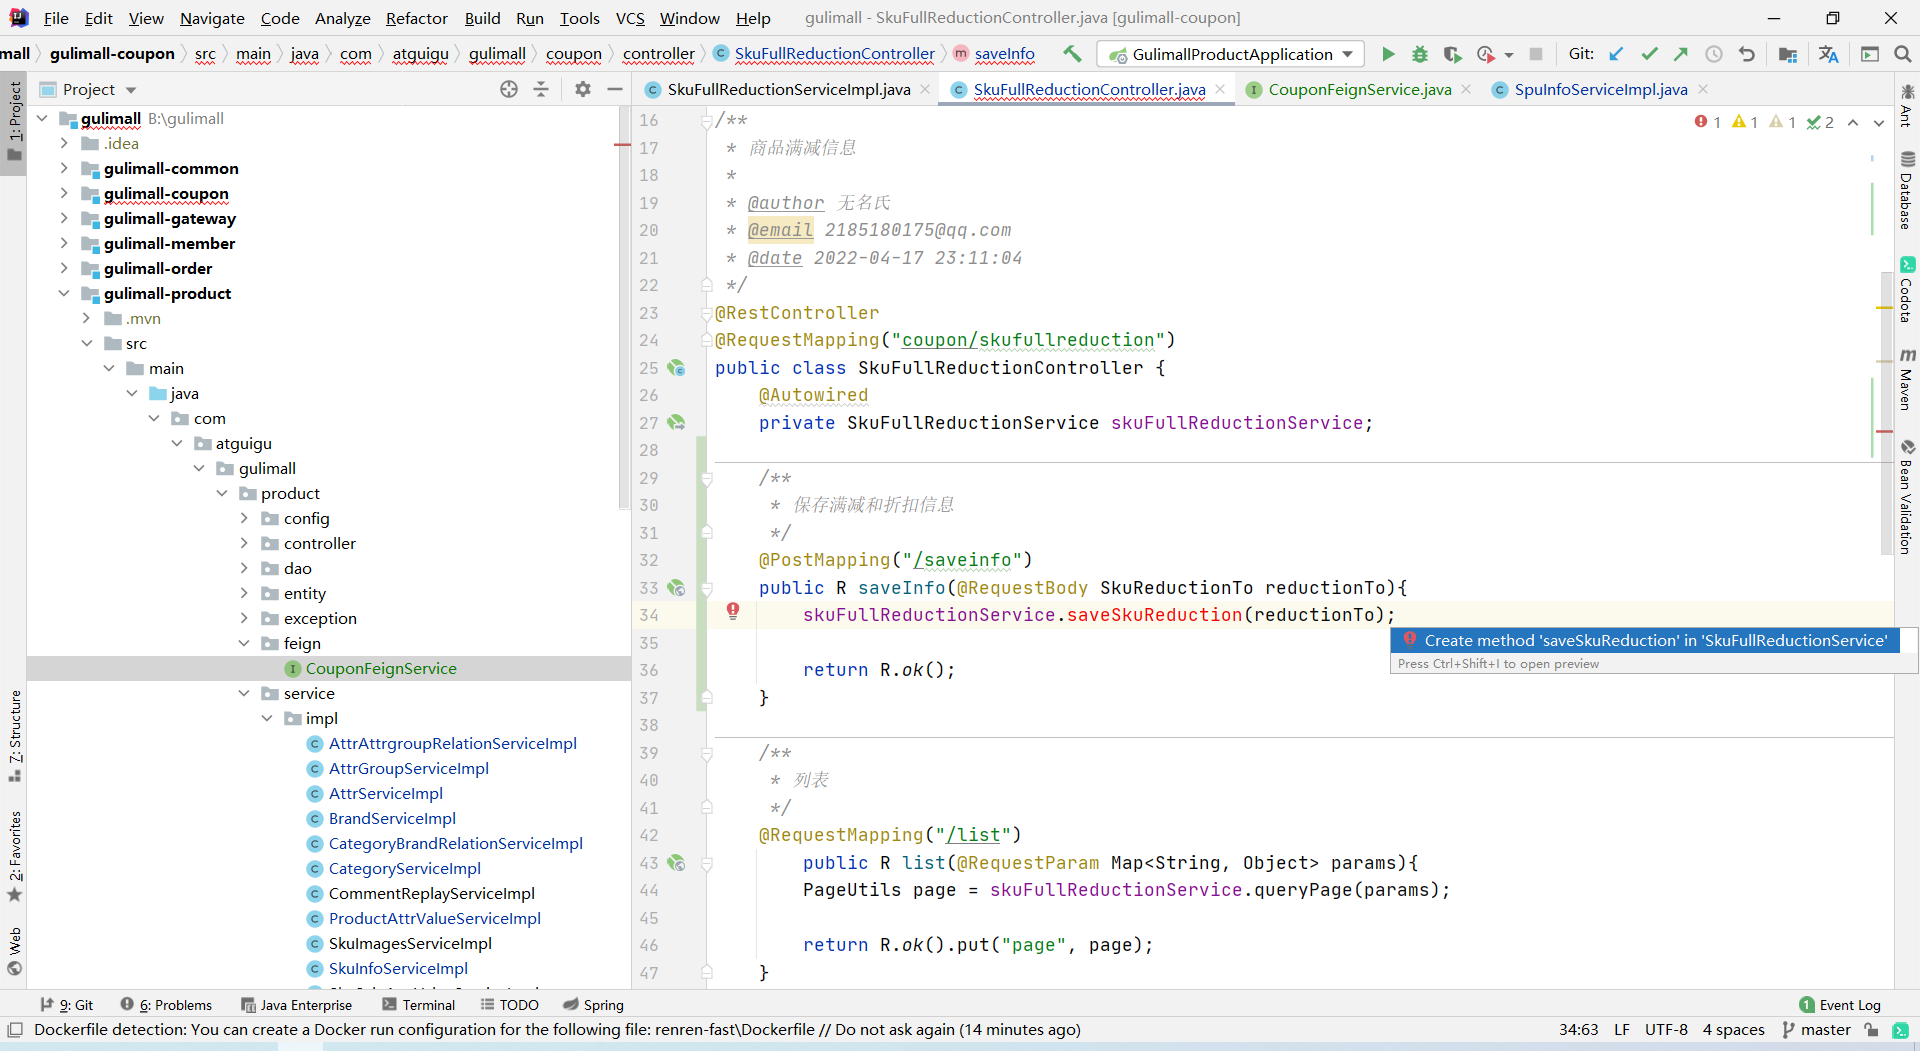 File Edit View Navigate Code Analyze Refactor Build Run Tools VCS Window Help gulimall - SkuFullReductionController.java [gulimall-coupon]
mall gulimall-coupon src main java com atguigu gulimall coupon controller SkuFullReductionController saveInfo GulimallProductApplication Git:
Project
SkuFullReductionServiceImpl.java SkuFullReductionController.java CouponFeignService.java SpuInfoServiceImpl.java
1: Project
7: Structure
2: Favorites
Web
gulimall B:\gulimall
.idea
gulimall-common
gulimall-coupon
gulimall-gateway
gulimall-member
gulimall-order
gulimall-product
.mvn
src
main
java
com
atguigu
gulimall
product
config
controller
dao
entity
exception
feign
CouponFeignService
service
impl
AttrAttrgroupRelationServiceImpl
AttrGroupServiceImpl
AttrServiceImpl
BrandServiceImpl
CategoryBrandRelationServiceImpl
CategoryServiceImpl
CommentReplayServiceImpl
ProductAttrValueServiceImpl
SkuImagesServiceImpl
SkuInfoServiceImpl
1 1 1 2
16 /**
17 * 商品满减信息
18 *
19 * @author 无名氏
20 * @email 2185180175@qq.com
21 * @date 2022-04-17 23:11:04
22 */
23 @RestController
24 @RequestMapping("coupon/skufullreduction")
25 public class SkuFullReductionController {
26 @Autowired
27 private SkuFullReductionService skuFullReductionService;
28
29 /**
30 * 保存满减和折扣信息
31 */
32 @PostMapping("/saveinfo")
33 public R saveInfo(@RequestBody SkuReductionTo reductionTo){
34 skuFullReductionService.saveSkuReduction(reductionTo);
35
Create method 'saveSkuReduction' in 'SkuFullReductionService'
Press Ctrl+Shift+I to open preview
36 return R.ok();
37 }
38
39 /**
40 * 列表
41 */
42 @RequestMapping("/list")
43 public R list(@RequestParam Map<String, Object> params){
44 PageUtils page = skuFullReductionService.queryPage(params);
45
46 return R.ok().put("page", page);
47 }
Ant
Database
Codota
Maven
Bean Validation
9: Git 6: Problems Java Enterprise Terminal TODO Spring 1 Event Log
Dockerfile detection: You can create a Docker run configuration for the following file: renren-fast\Dockerfile // Do not ask again (14 minutes ago) 34:63 LF UTF-8 4 spaces master